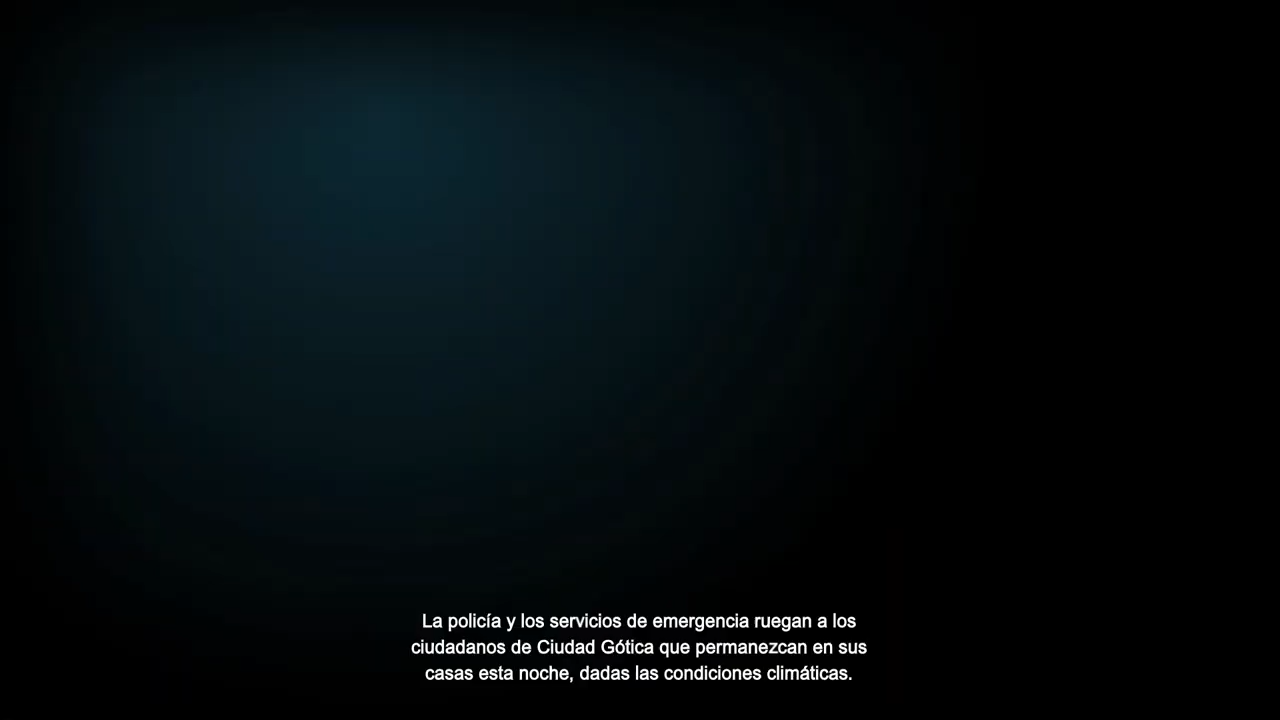 La policía y los servicios de emergencia ruegan a los
ciudadanos de Ciudad Gótica que permanezcan en sus
casas esta noche, dadas las condiciones climáticas.